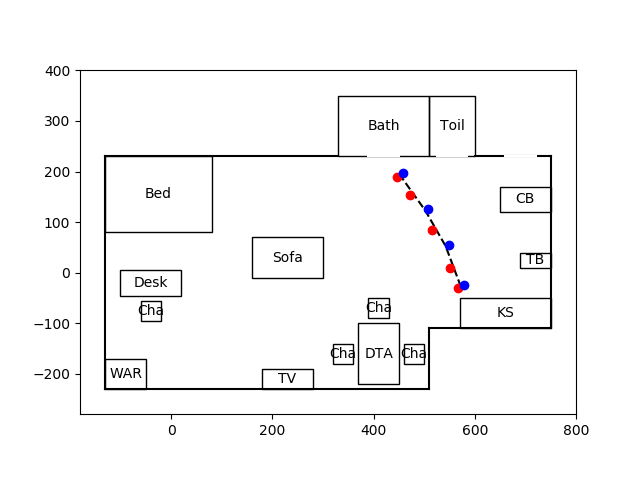 400
300
200
100
0
−100
−200
0
200
400
600
800
Bath
Toil
Bed
CB
Sofa
TB
Desk
Cha
Cha
KS
Cha
DTA
Cha
WAR
TV